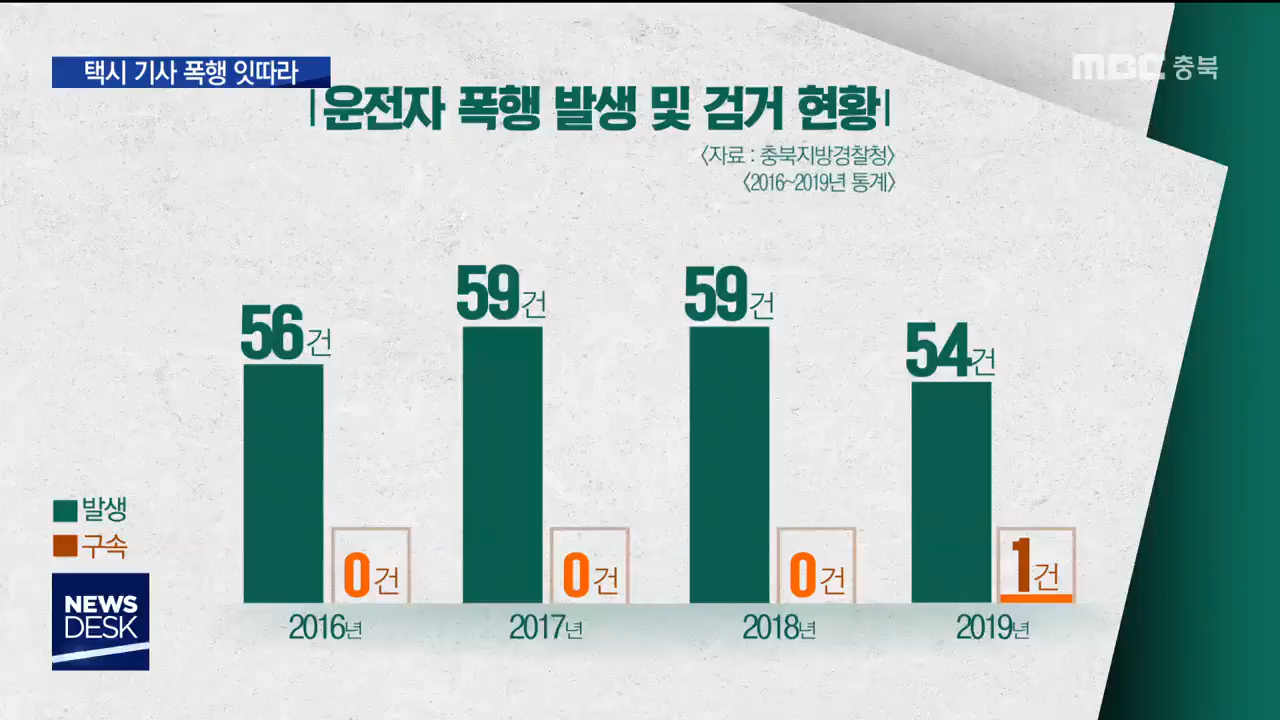 택시 기사 폭행 잇따라
MBC 충북
운전자 폭행 발생 및 검거 현황
<자료 : 충북지방경찰청>
<2016~2019년 통계>
56건
59건
59건
54건
발생
구속
0건
0건
0건
1건
2016년
2017년
2018년
2019년
NEWS
DESK